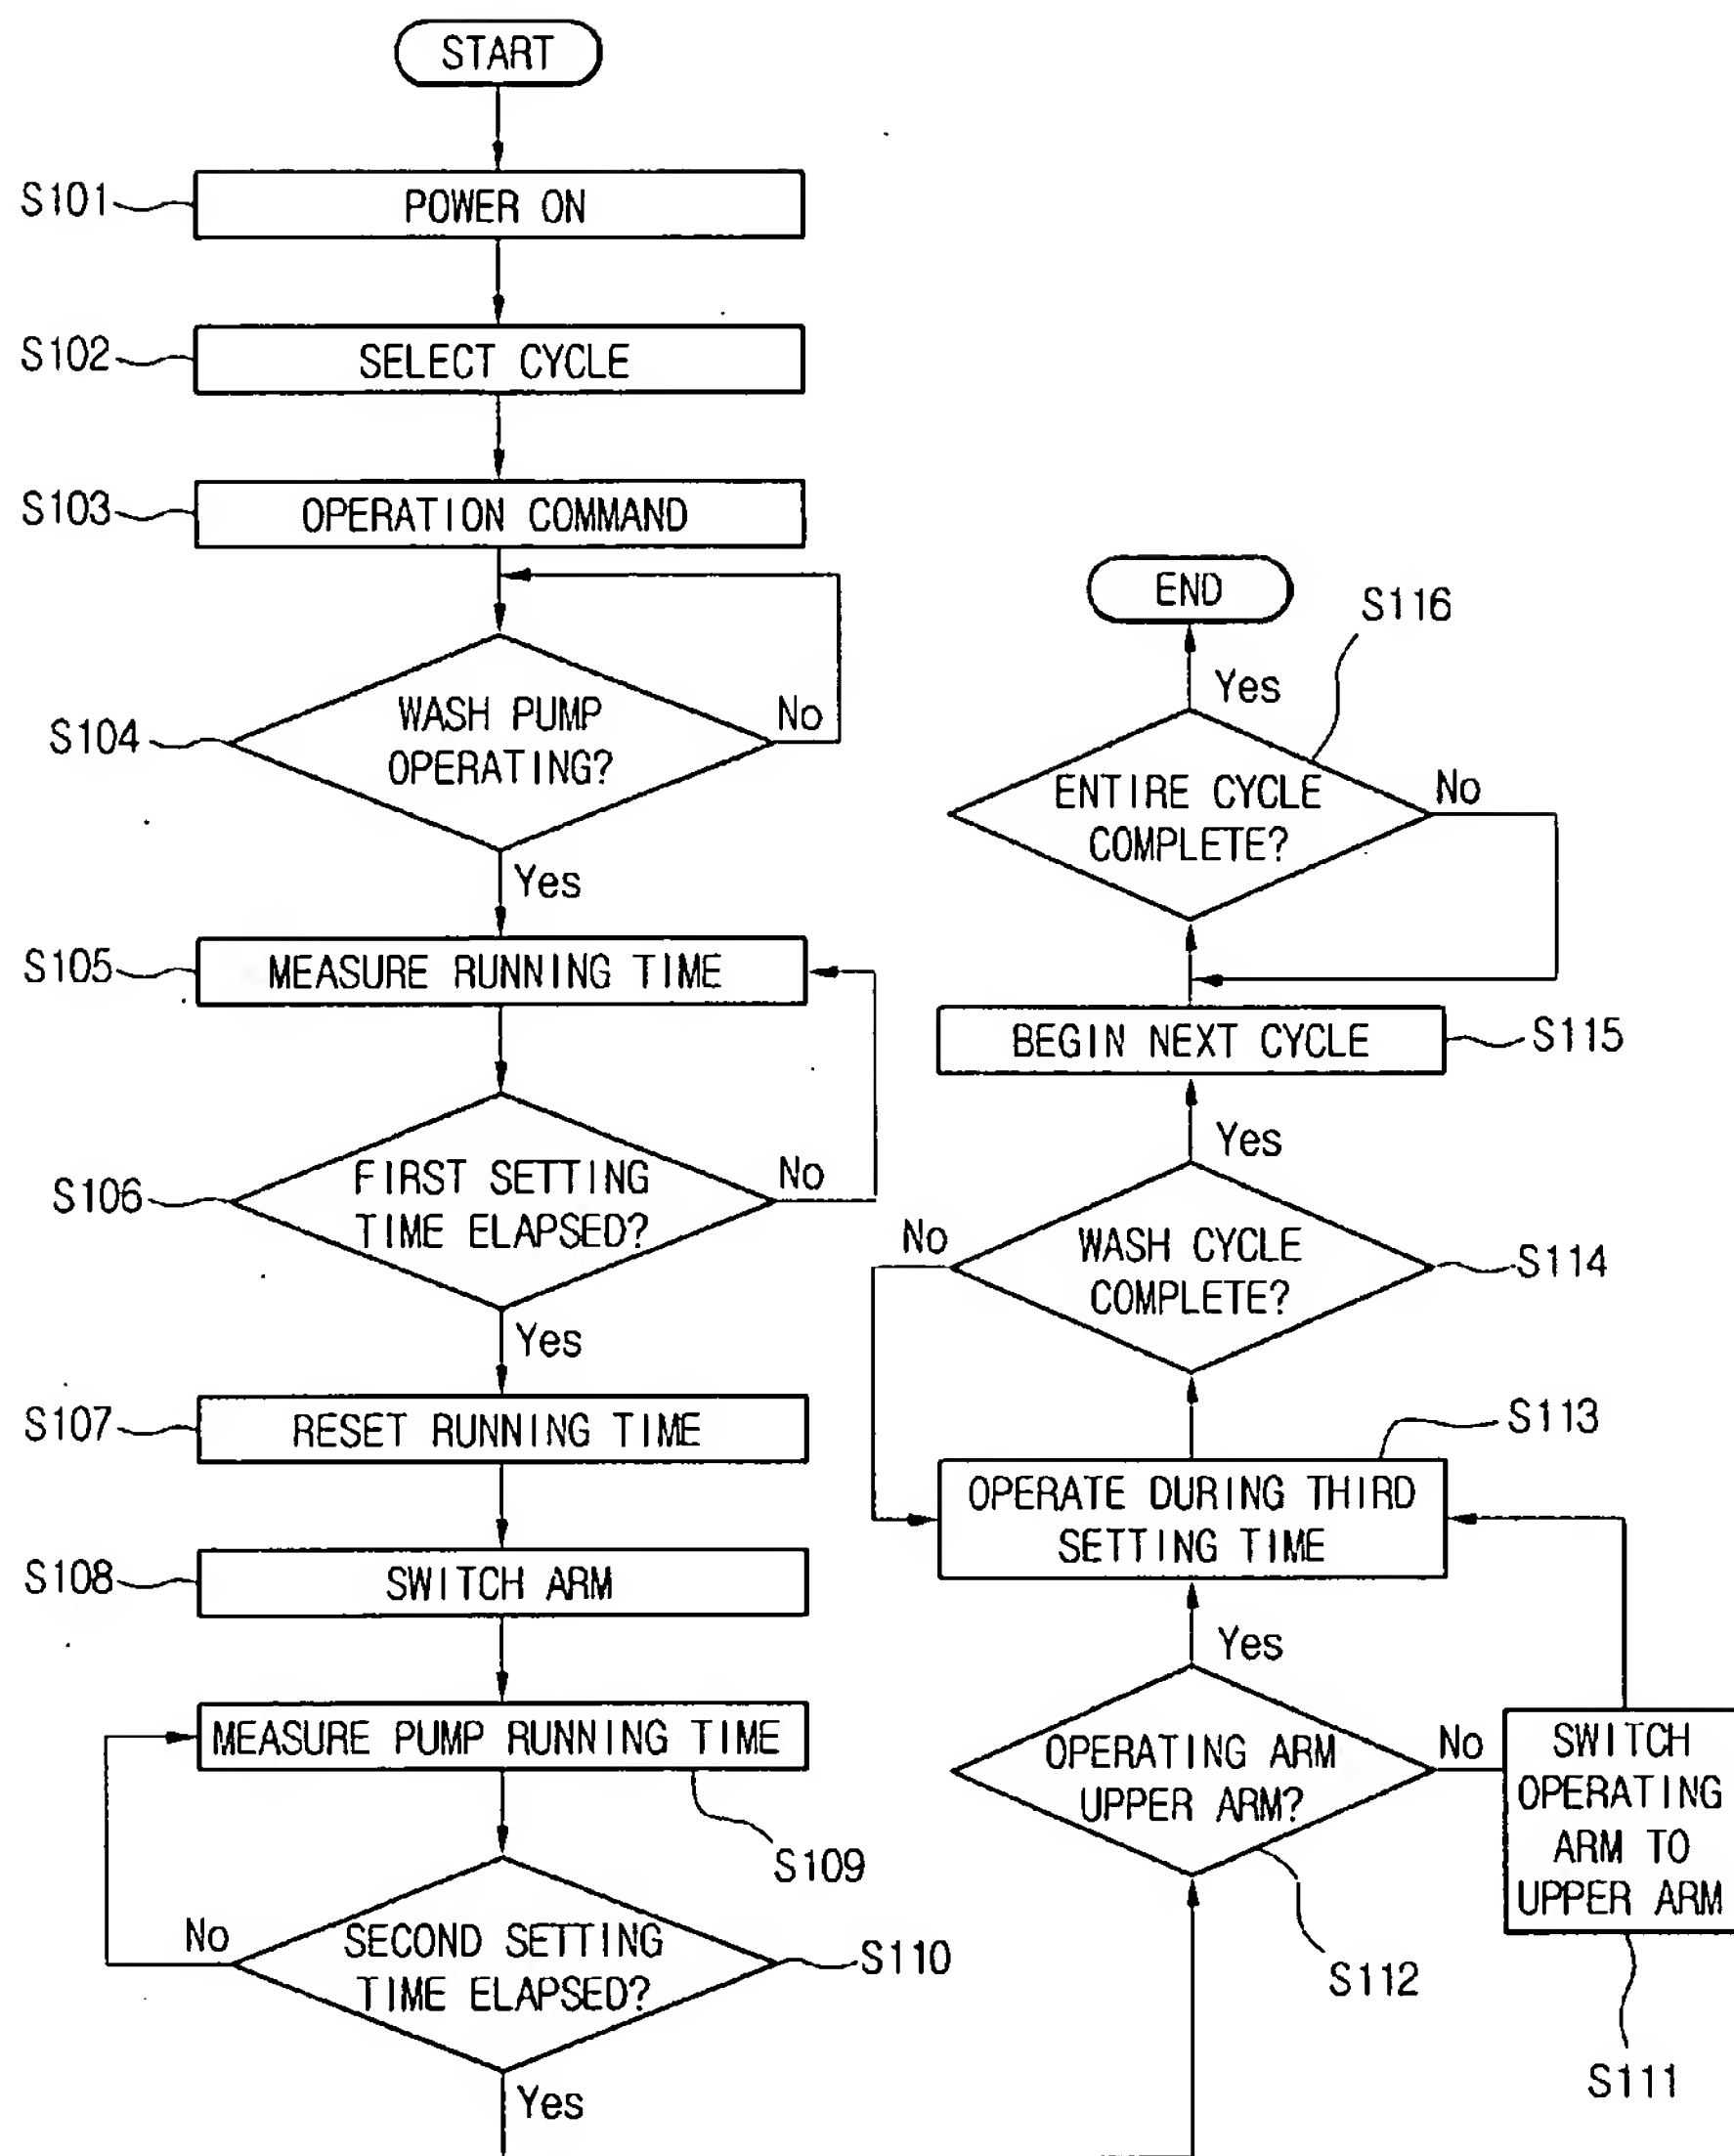 START
S101
POWER ON
S102
SELECT CYCLE
S103
OPERATION COMMAND
S104
WASH PUMP
OPERATING?
No
Yes
S105
MEASURE RUNNING TIME
S106
FIRST SETTING
TIME ELAPSED?
No
Yes
S107
RESET RUNNING TIME
S108
SWITCH ARM
MEASURE PUMP RUNNING TIME
S109
No
SECOND SETTING
TIME ELAPSED?
S110
Yes
END
S116
Yes
ENTIRE CYCLE
COMPLETE?
No
BEGIN NEXT CYCLE
S115
Yes
No
WASH CYCLE
COMPLETE?
S114
S113
OPERATE DURING THIRD
SETTING TIME
Yes
OPERATING ARM
UPPER ARM?
No
SWITCH
OPERATING
ARM TO
UPPER ARM
S112
S111